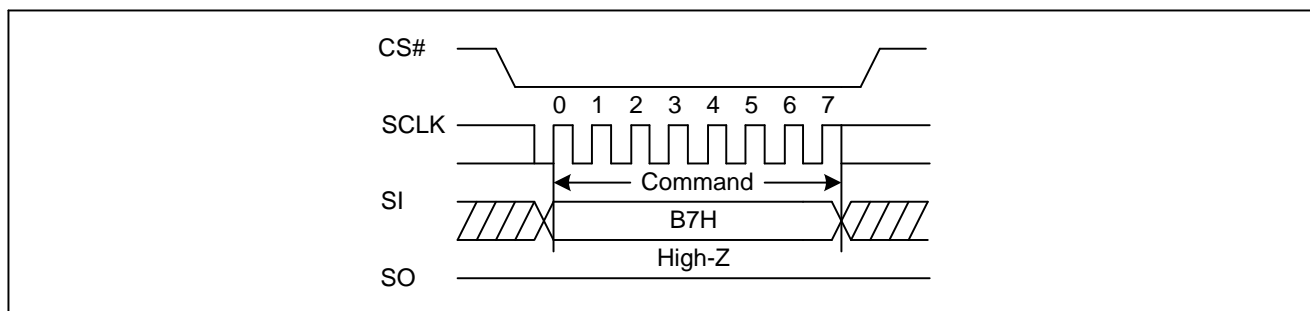 CS#
0 1 2 3 4 5 6 7
SCLK
Command
SI
B7H
High-Z
SO